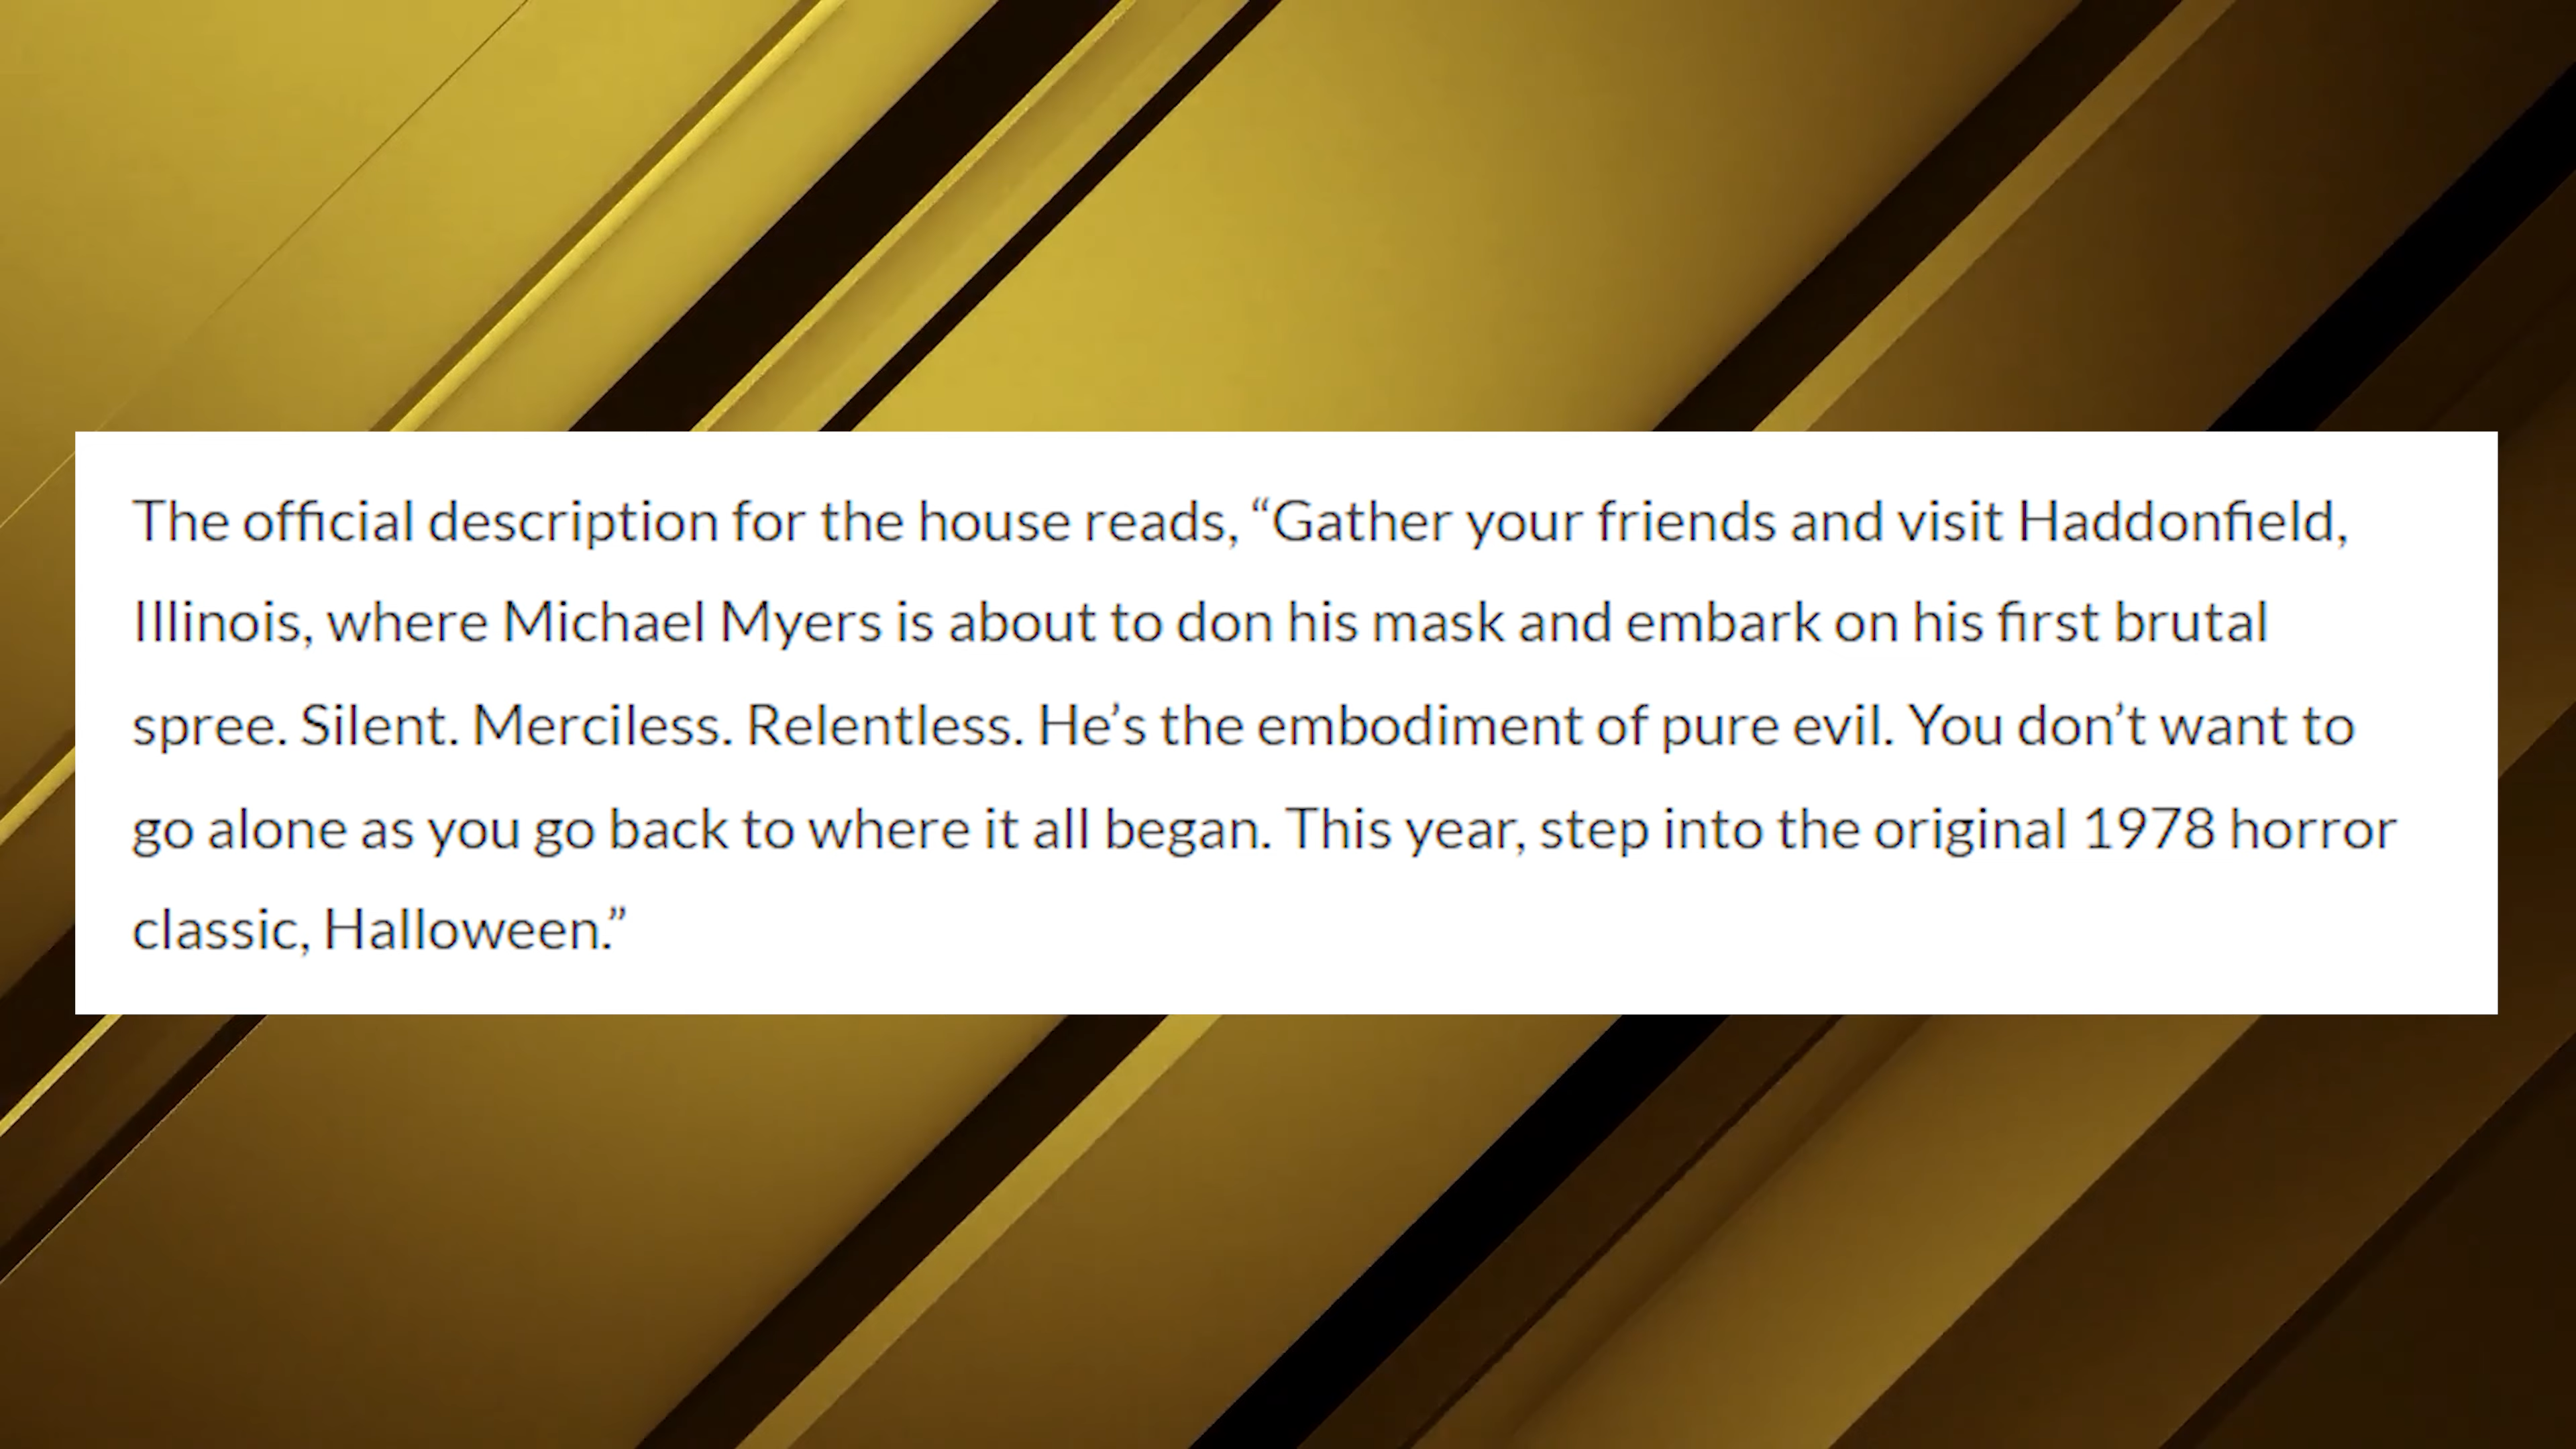 The official description for the house reads, “Gather your friends and visit Haddonfield,
Illinois, where Michael Myers is about to don his mask and embark on his first brutal
spree. Silent. Merciless. Relentless. He’s the embodiment of pure evil. You don’t want to
go alone as you go back to where it all began. This year, step into the original 1978 horror
classic, Halloween.”